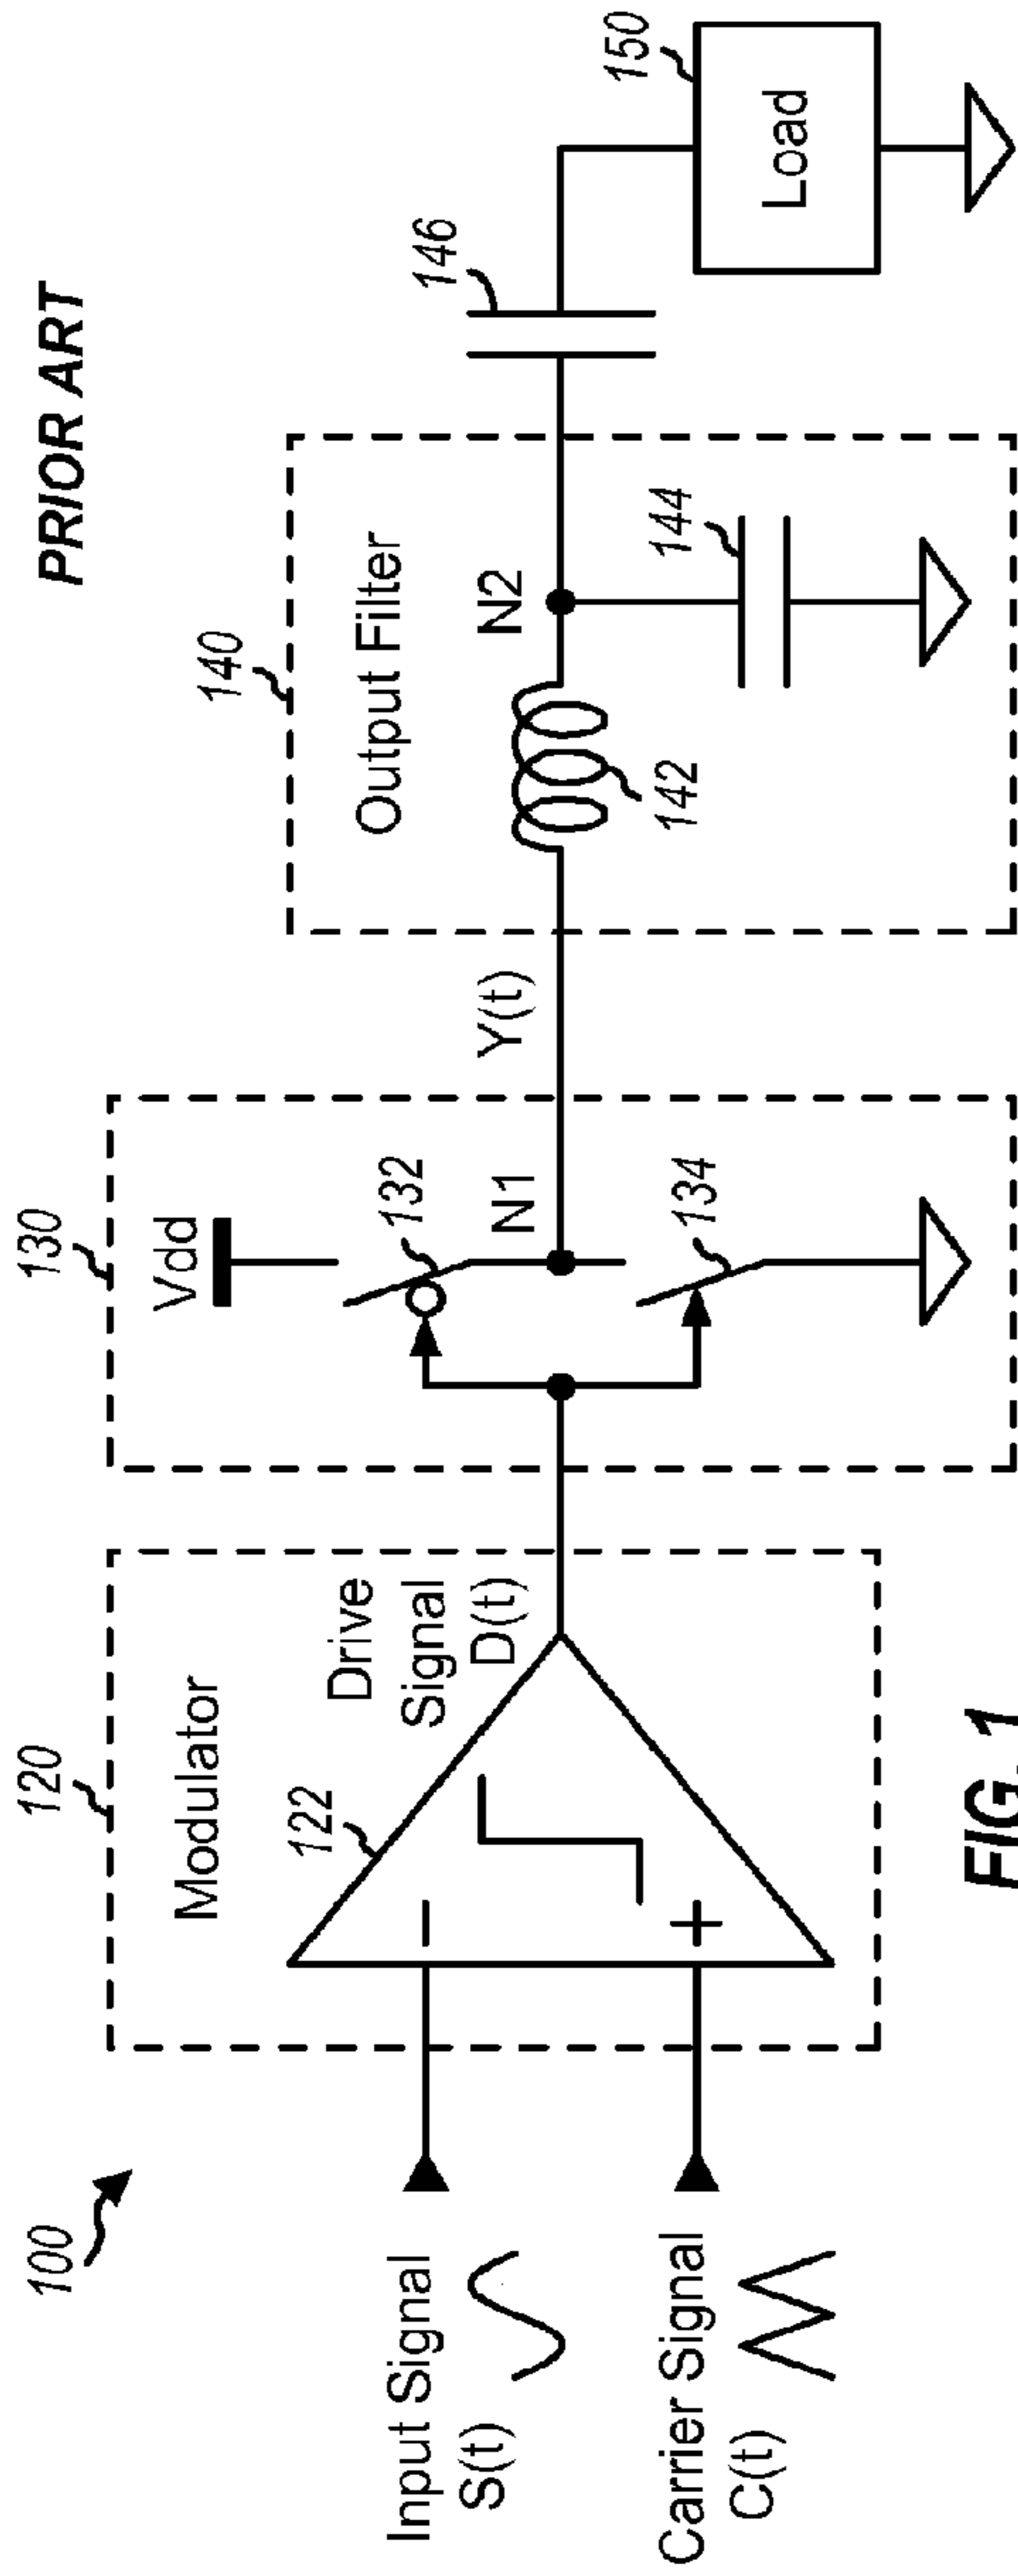 PRIOR ART
100
120
Modulator
122
−
+
Drive
Signal
D(t)
Input Signal
S(t)
Carrier Signal
C(t)
130
Vdd
132
N1
134
Y(t)
140
Output Filter
N2
142
144
146
150
Load
FIG. 1